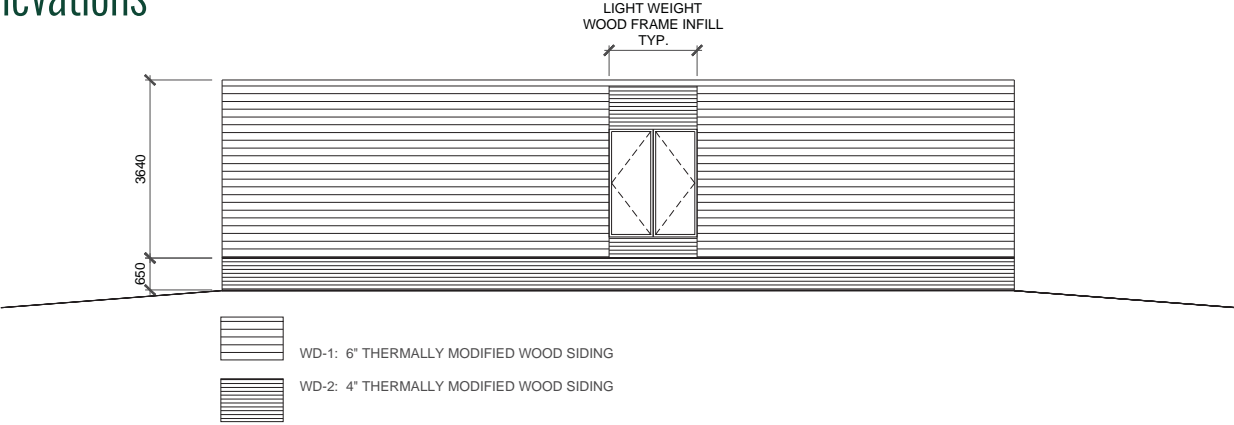 LIGHT WEIGHT
WOOD FRAME INFILL
TYP.
3640
650
WD-1: 6" THERMALLY MODIFIED WOOD SIDING
WD-2: 4" THERMALLY MODIFIED WOOD SIDING